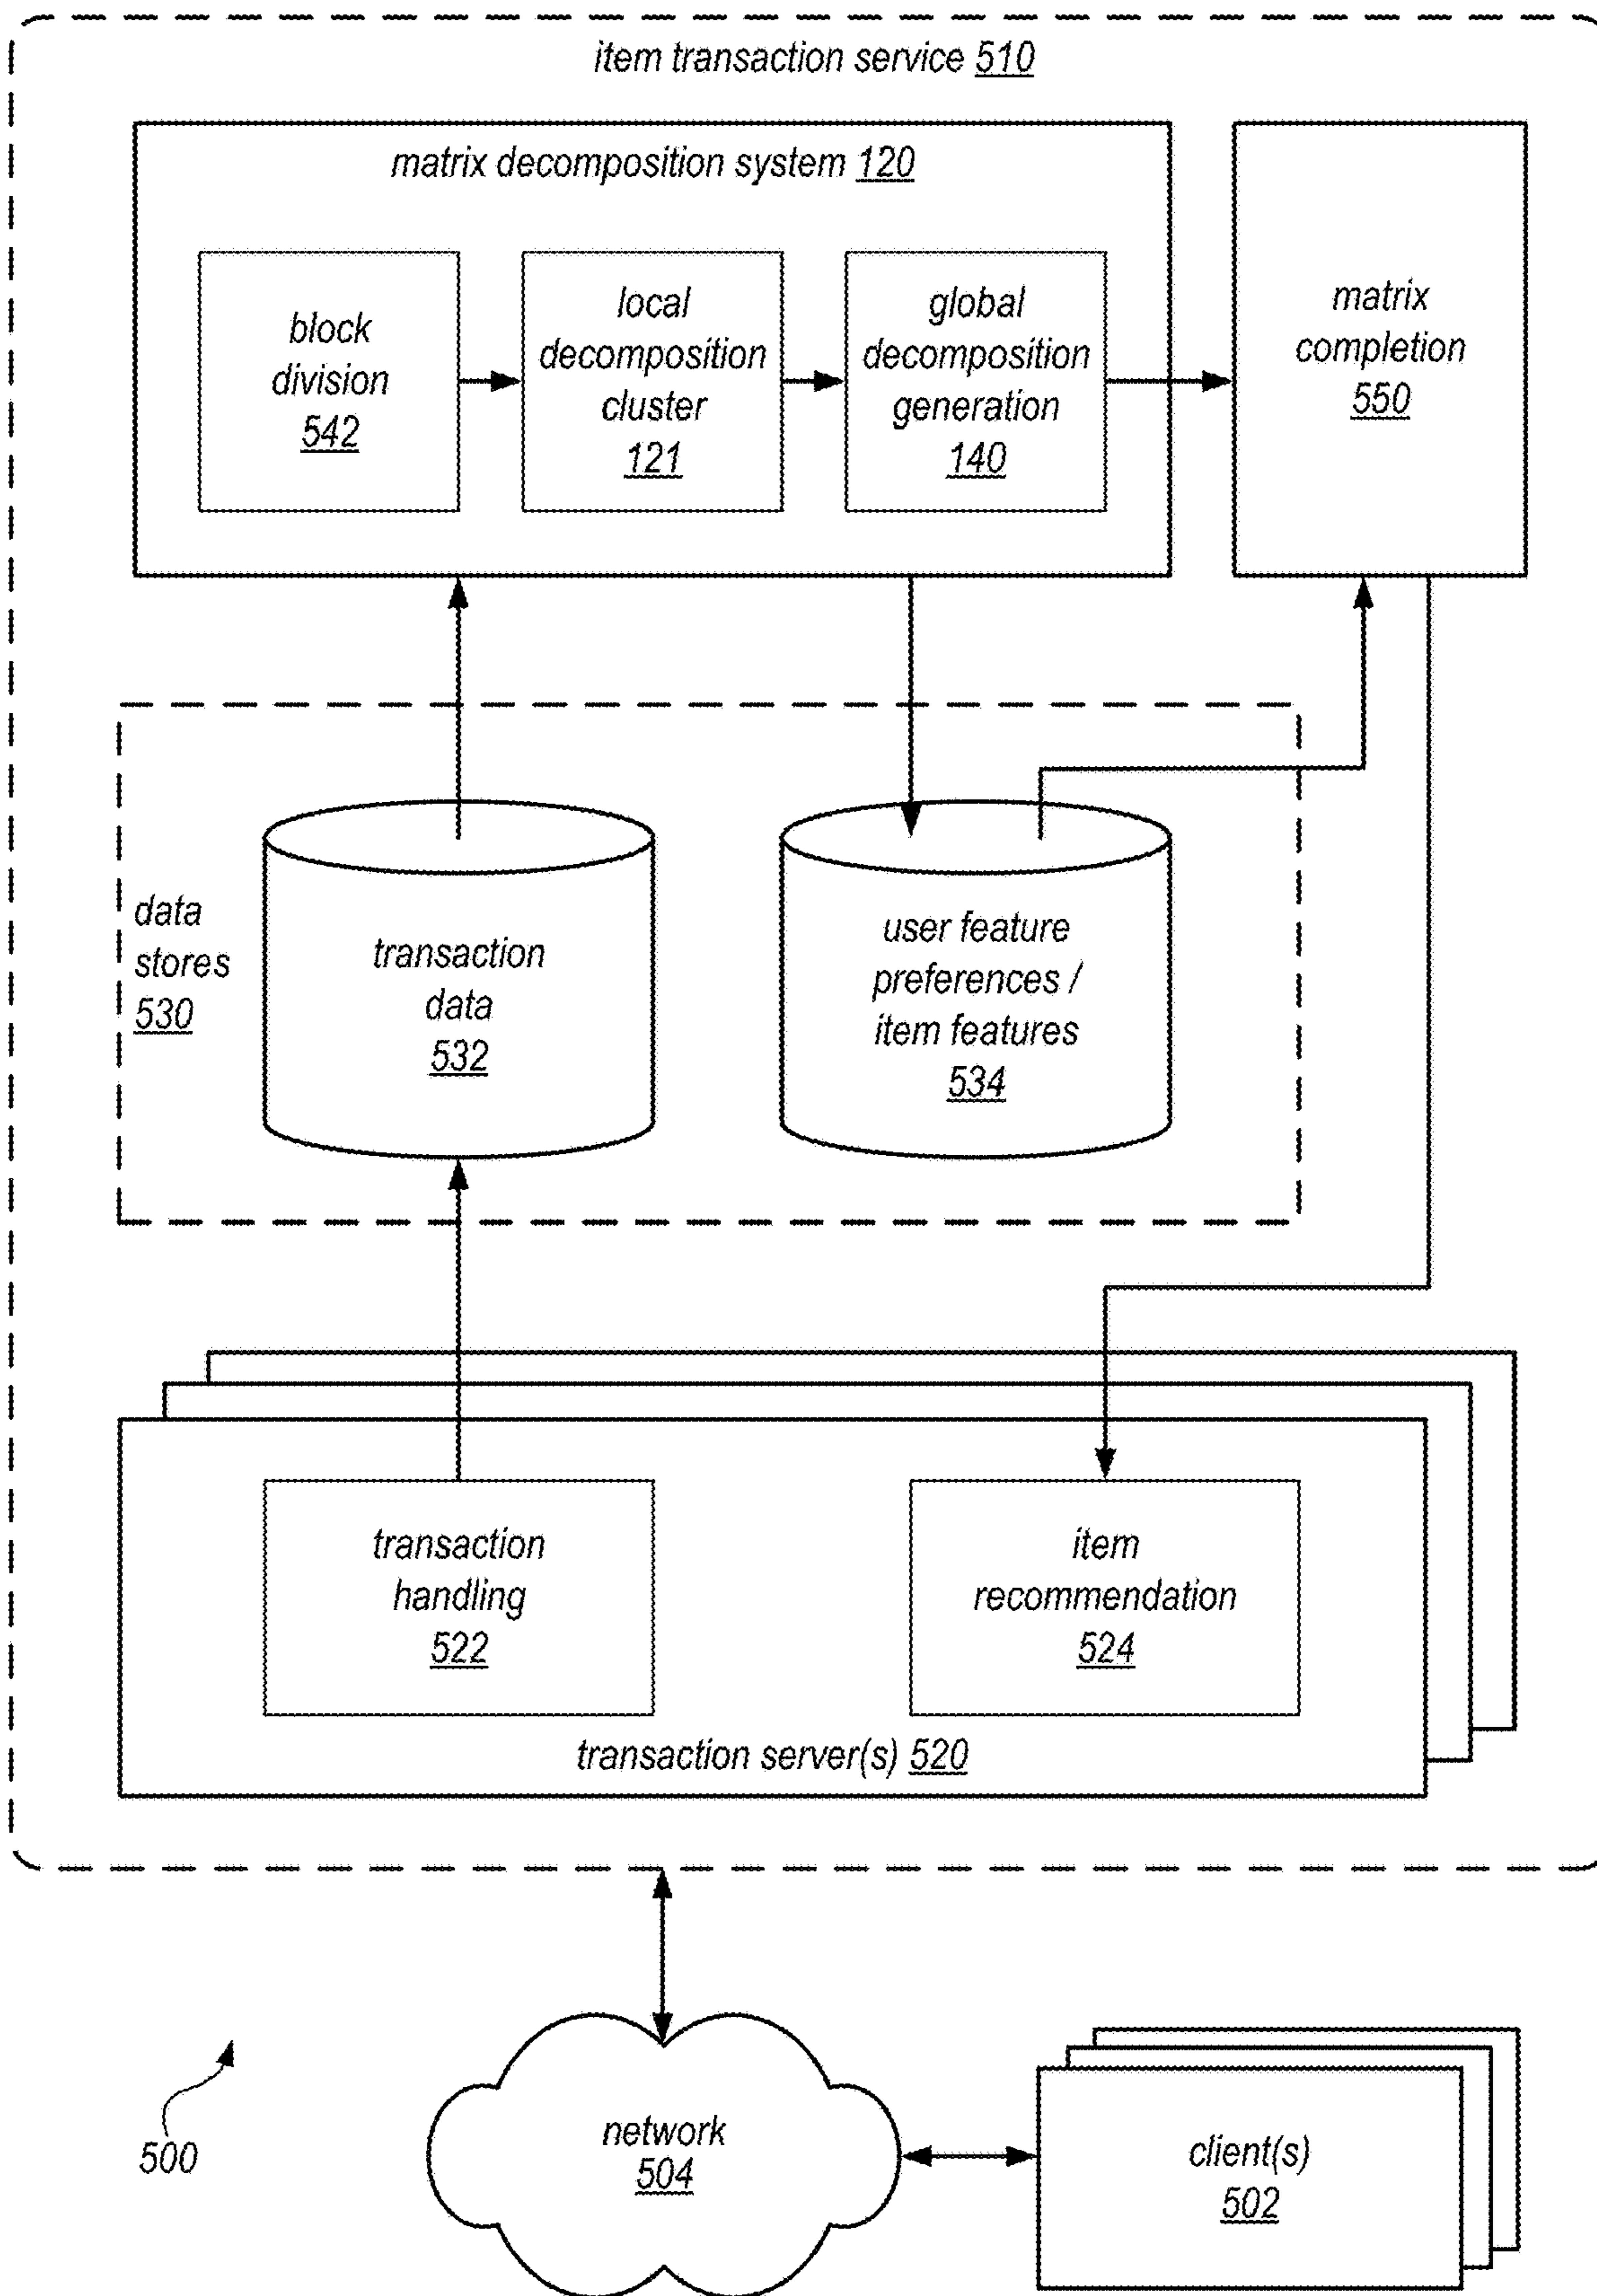 item transaction service 510
matrix decomposition system 120
block
division
542
local
decomposition
cluster
121
global
decomposition
generation
140
matrix
completion
550
data
stores
530
transaction
data
532
user feature
preferences /
item features
534
transaction
handling
522
item
recommendation
524
transaction server(s) 520
500
network
504
client(s)
502